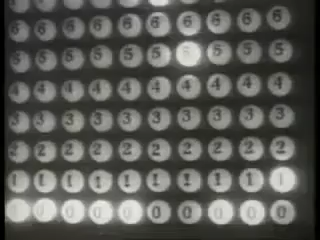 6 6 6 6 6 6 6 6 6 6
5 5 5 5 5 5 5 5 5 5
4 4 4 4 4 4 4 4 4 4
3 3 3 3 3 3 3 3 3 3
2 2 2 2 2 2 2 2 2 2
1 1 1 1 1 1 1 1 1 1
0 0 0 0 0 0 0 0 0 0